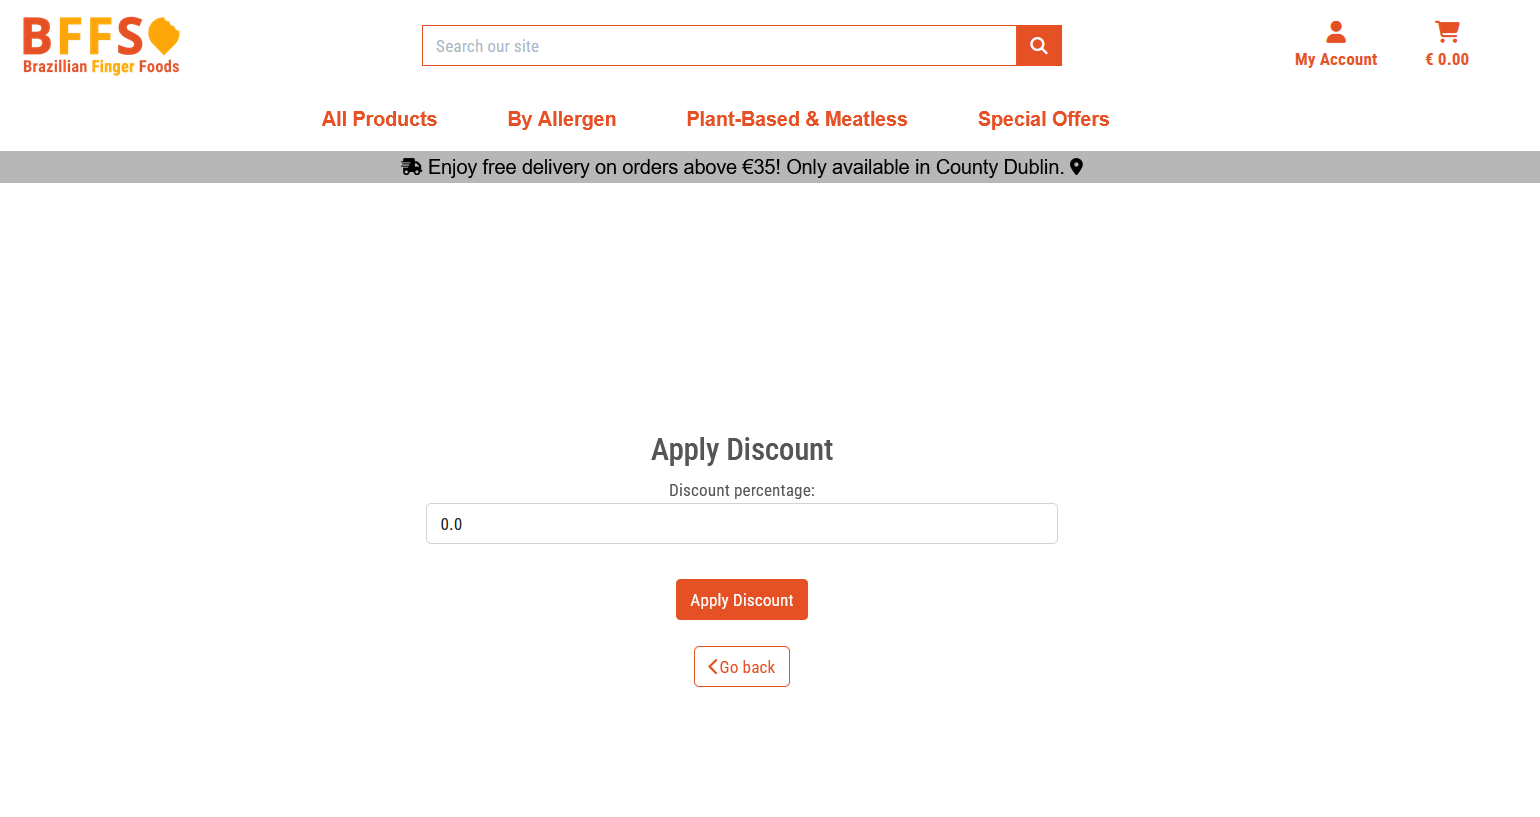 BFFS
Brazillian Finger Foods
Search our site
My Account
€ 0.00
All Products
By Allergen
Plant-Based & Meatless
Special Offers
Enjoy free delivery on orders above €35! Only available in County Dublin.
Apply Discount
Discount percentage:
0.0
Apply Discount
Go back